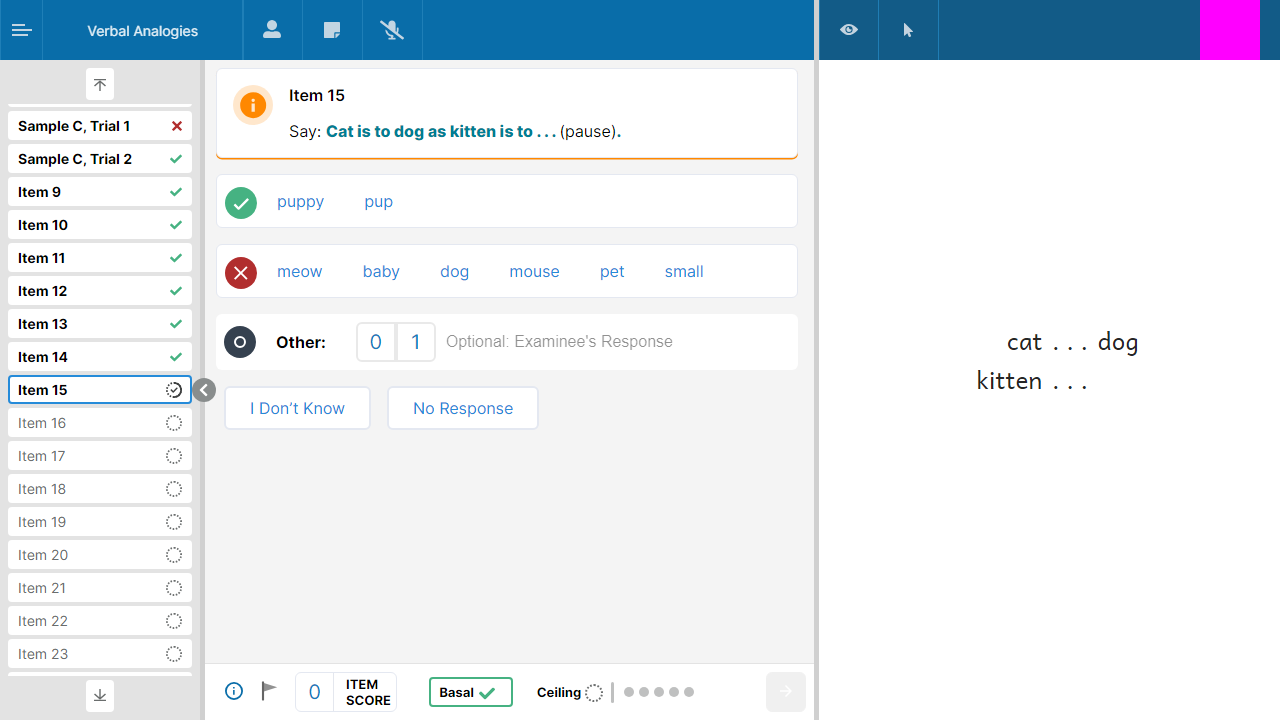 Verbal Analogies
Sample C, Trial 1
Sample C, Trial 2
Item 9
Item 10
Item 11
Item 12
Item 13
Item 14
Item 15
Item 16
Item 17
Item 18
Item 19
Item 20
Item 21
Item 22
Item 23
Item 15
Say: Cat is to dog as kitten is to . . . (pause).
puppy pup
meow baby dog mouse pet small
Other: 0 1 Optional: Examinee's Response
I Don’t Know No Response
0 ITEM SCORE
Basal
Ceiling
cat . . . dog
kitten . . .